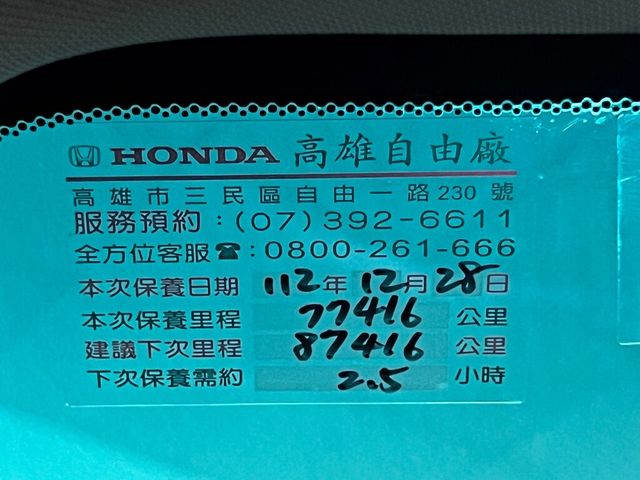 HONDA 高雄自由廠
高雄市三民區自由一路230號
服務預約：(07)392-6611
全方位客服☎：0800-261-666
本次保養日期 112年12月28日
本次保養里程 77416 公里
建議下次里程 87416 公里
下次保養需約 2.5 小時